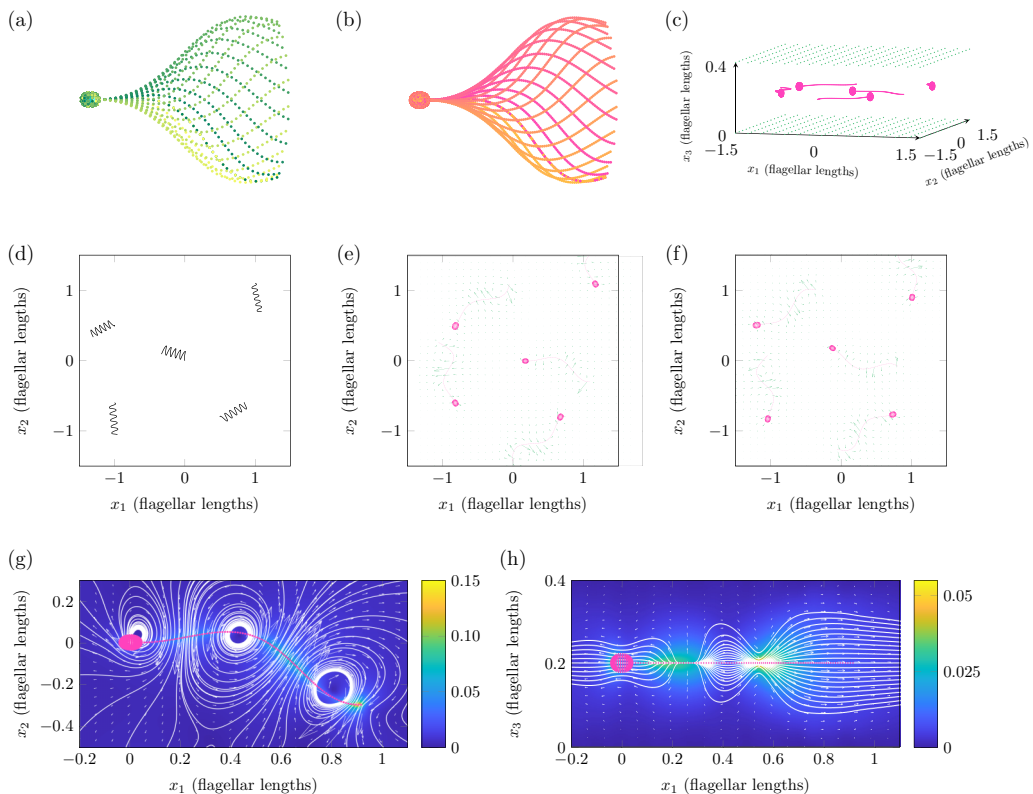 (a)
(b)
(c)
x₃ (flagellar lengths)
0.4
0
−1.5
0
1.5
x₁ (flagellar lengths)
−1.5
0
1.5
x₂ (flagellar lengths)
(d)
x₂ (flagellar lengths)
1
0
−1
−1 0 1
x₁ (flagellar lengths)
(e)
x₂ (flagellar lengths)
1
0
−1
−1 0 1
x₁ (flagellar lengths)
(f)
x₂ (flagellar lengths)
1
0
−1
−1 0 1
x₁ (flagellar lengths)
(g)
x₂ (flagellar lengths)
0.2
0
−0.2
−0.4
−0.2 0 0.2 0.4 0.6 0.8 1
x₁ (flagellar lengths)
0.15
0.10
0.05
0
(h)
x₃ (flagellar lengths)
0.4
0.2
0
−0.2 0 0.2 0.4 0.6 0.8 1
x₁ (flagellar lengths)
0.05
0.025
0